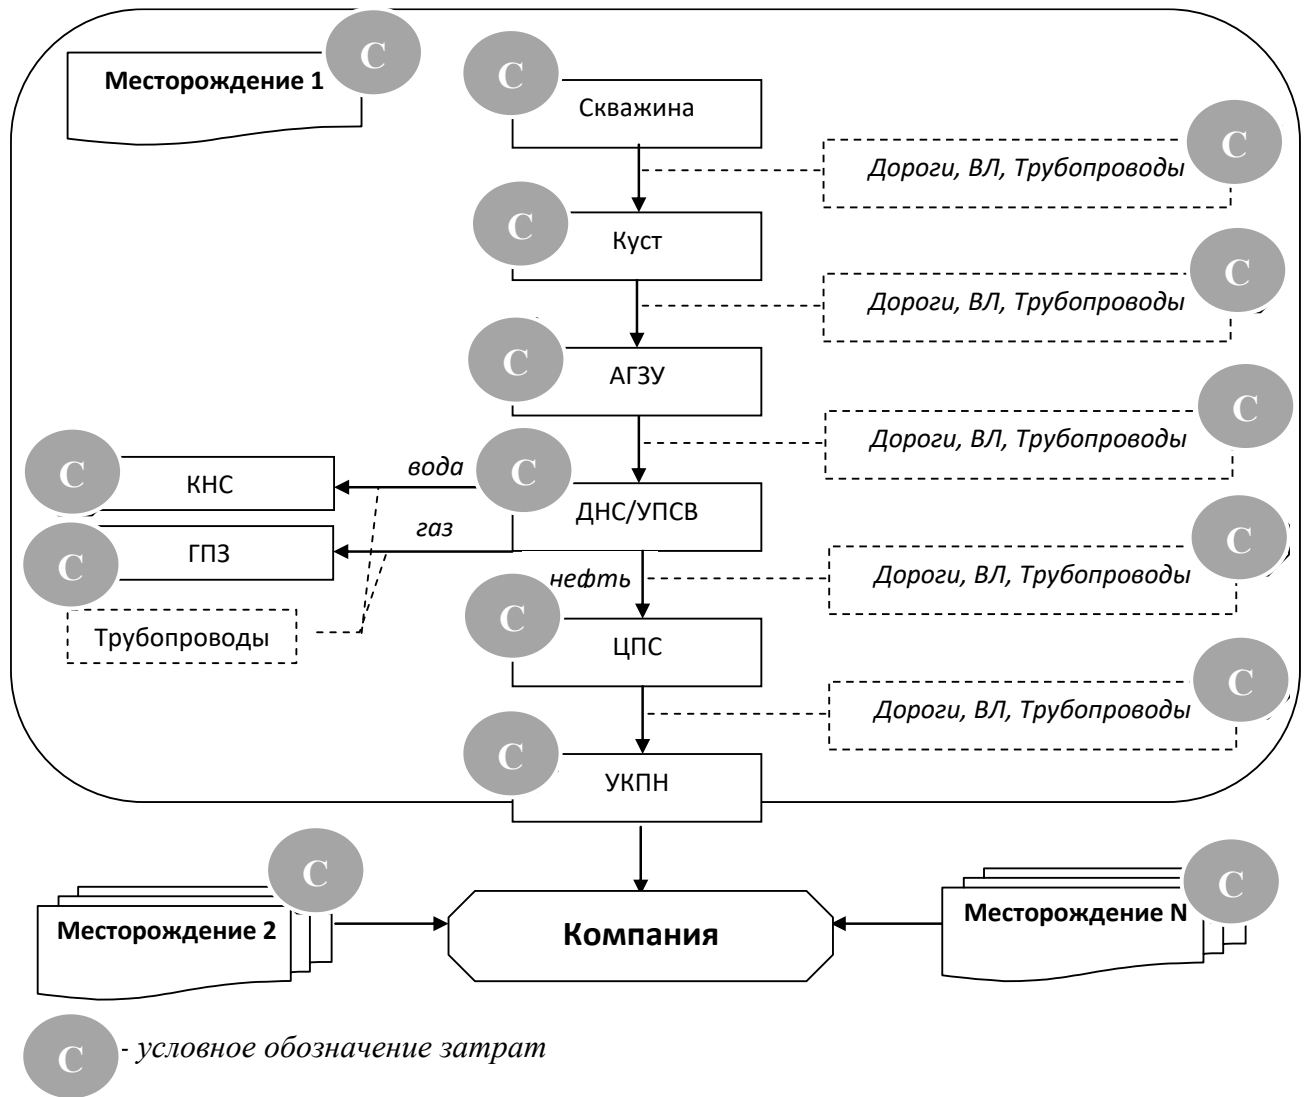 Месторождение 1
С
С
Скважина
Дороги, ВЛ, Трубопроводы
С
С
Куст
Дороги, ВЛ, Трубопроводы
С
С
АГЗУ
Дороги, ВЛ, Трубопроводы
С
С
КНС
вода
С
ДНС/УПСВ
С
ГПЗ
газ
нефть
Дороги, ВЛ, Трубопроводы
С
Трубопроводы
С
ЦПС
Дороги, ВЛ, Трубопроводы
С
С
УКПН
Месторождение 2
С
Компания
Месторождение N
С
С - условное обозначение затрат